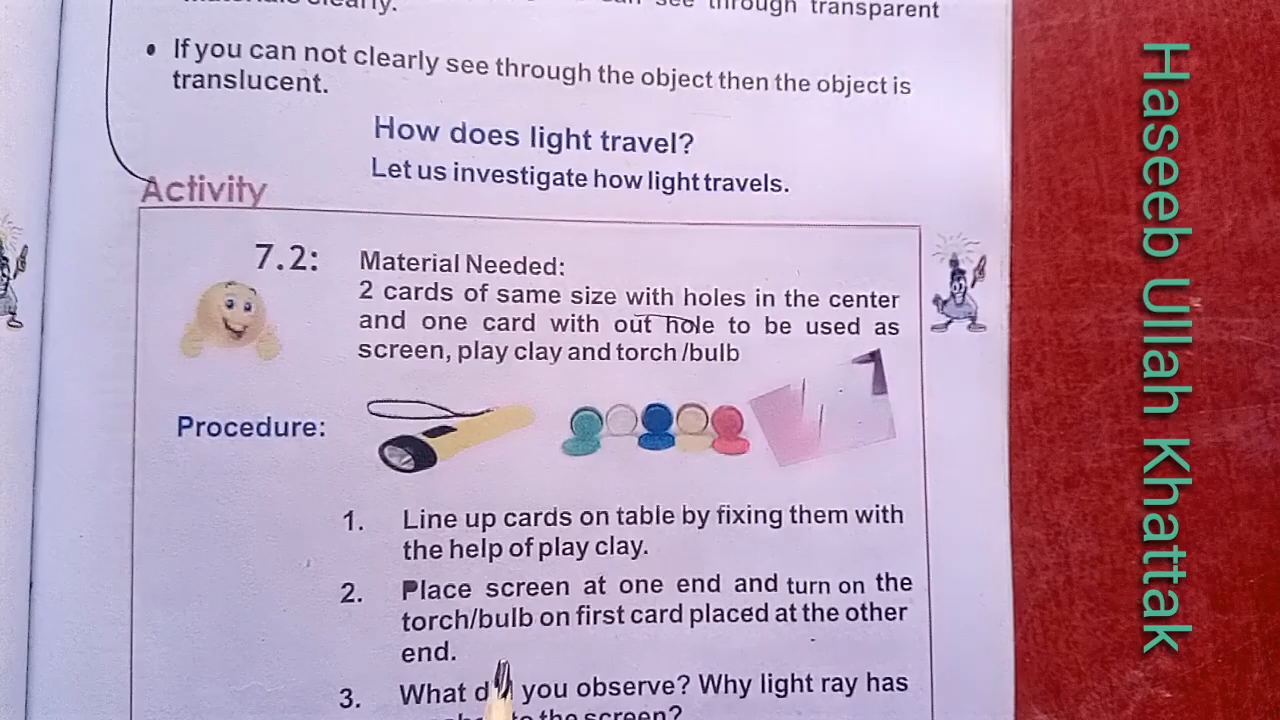 see through transparent
• If you can not clearly see through the object then the object is
translucent.
How does light travel?
Let us investigate how light travels.
Activity
7.2:
Material Needed:
2 cards of same size with holes in the center
and one card with out hole to be used as
screen, play clay and torch /bulb
Procedure:
1. Line up cards on table by fixing them with
the help of play clay.
2. Place screen at one end and turn on the
torch/bulb on first card placed at the other
end.
3. What you observe? Why light ray has
the screen?
Haseeb Ullah Khattak